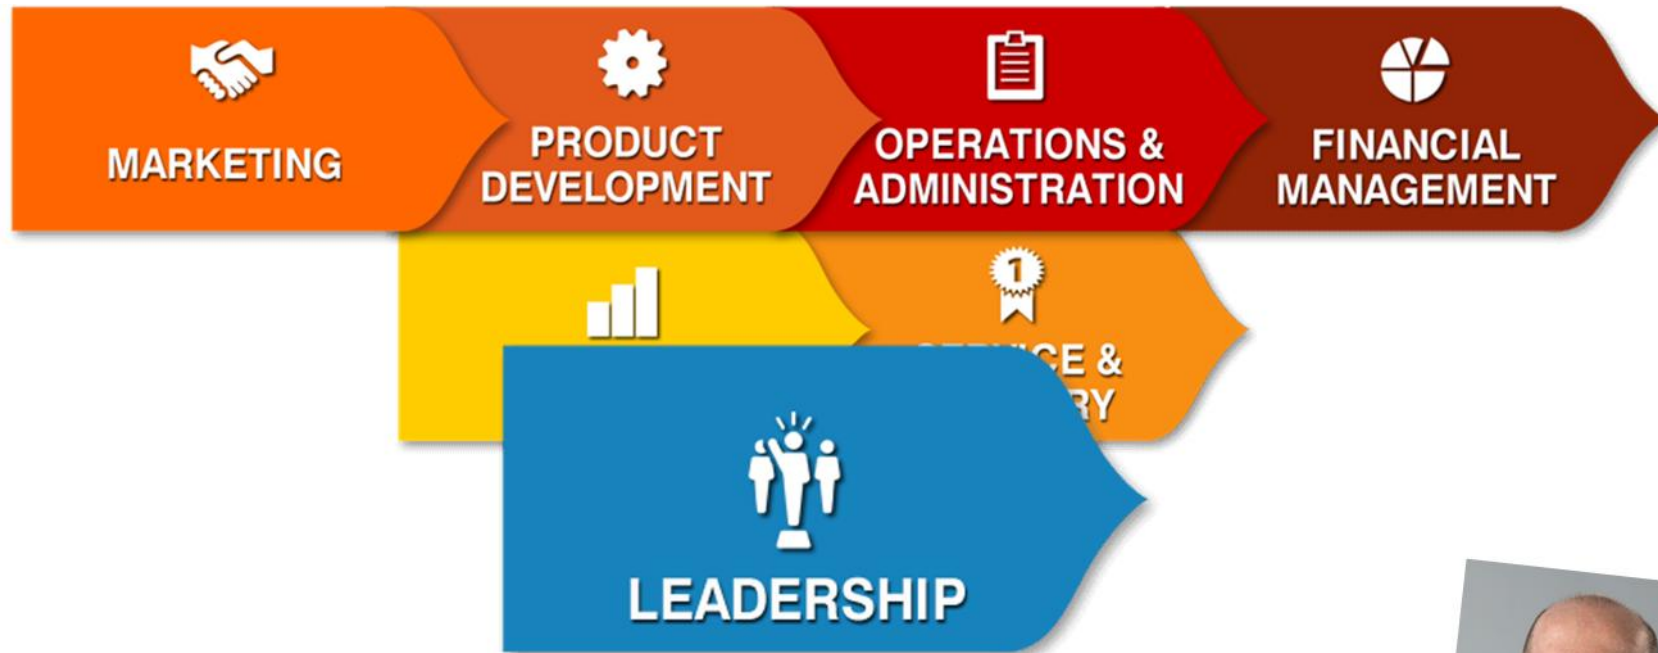 MARKETING
PRODUCT
DEVELOPMENT
OPERATIONS &
ADMINISTRATION
FINANCIAL
MANAGEMENT
1
&
LEADERSHIP